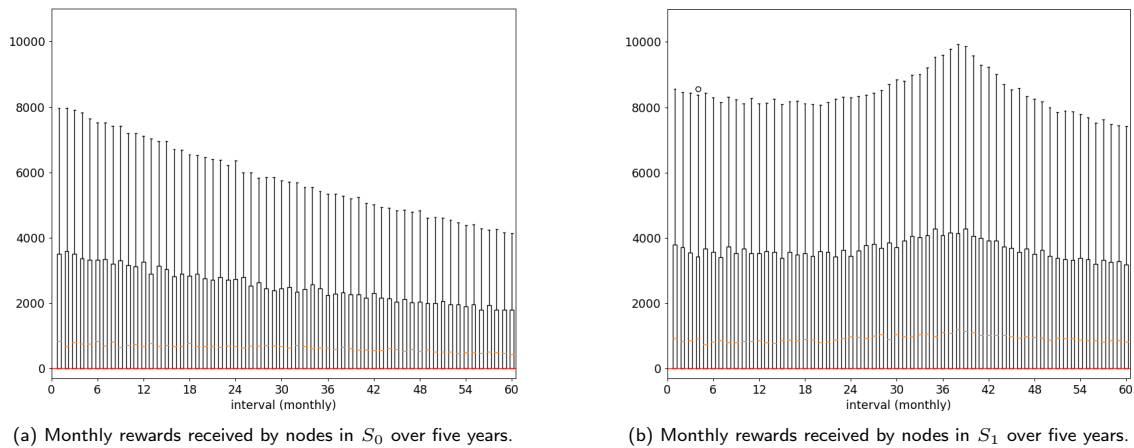 10000
8000
6000
4000
2000
0
0 6 12 18 24 30 36 42 48 54 60
interval (monthly)
(a) Monthly rewards received by nodes in S₀ over five years.
10000
8000
6000
4000
2000
0
0 6 12 18 24 30 36 42 48 54 60
interval (monthly)
(b) Monthly rewards received by nodes in S₁ over five years.